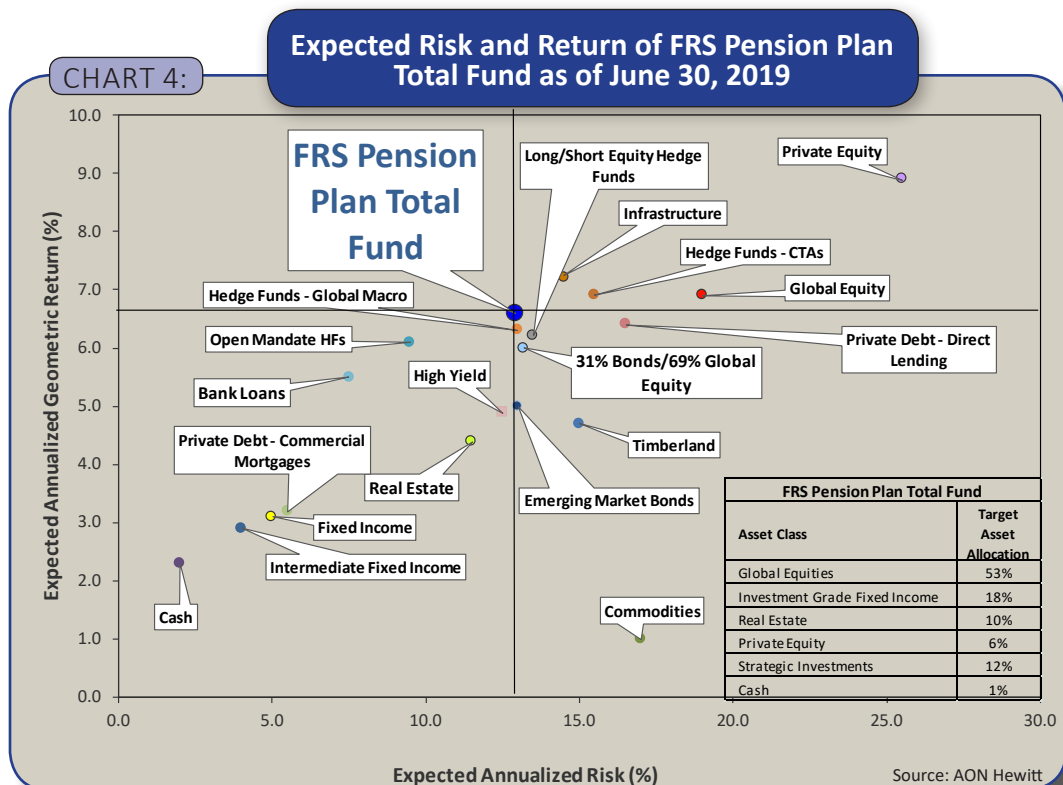 CHART 4:
Expected Risk and Return of FRS Pension Plan
Total Fund as of June 30, 2019
Expected Annualized Geometric Return (%)
10.0
9.0
8.0
7.0
6.0
5.0
4.0
3.0
2.0
1.0
0.0
FRS Pension
Plan Total
Fund
Long/Short Equity Hedge
Funds
Private Equity
Infrastructure
Hedge Funds - CTAs
Hedge Funds - Global Macro
Global Equity
Open Mandate HFs
Private Debt - Direct
Lending
31% Bonds/69% Global
Equity
High Yield
Bank Loans
Private Debt - Commercial
Mortgages
Timberland
Real Estate
Emerging Market Bonds
Fixed Income
Intermediate Fixed Income
Cash
Commodities
FRS Pension Plan Total Fund
Asset Class
Target
Asset
Allocation
Global Equities 53%
Investment Grade Fixed Income 18%
Real Estate 10%
Private Equity 6%
Strategic Investments 12%
Cash 1%
0.0 5.0 10.0 15.0 20.0 25.0 30.0
Expected Annualized Risk (%)
Source: AON Hewitt